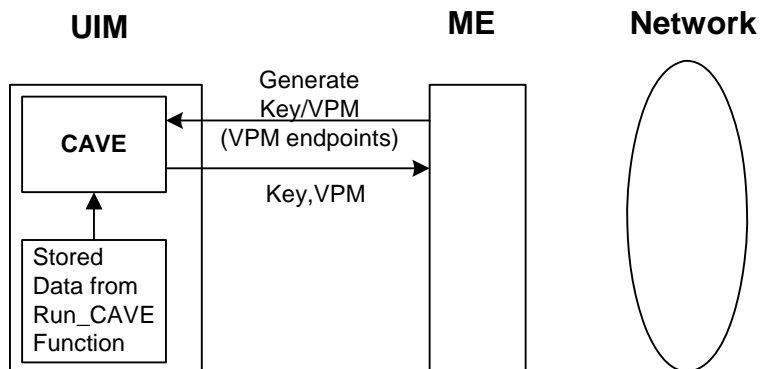 UIM
ME
Network
Generate
Key/VPM
(VPM endpoints)
CAVE
Key,VPM
Stored
Data from
Run_CAVE
Function